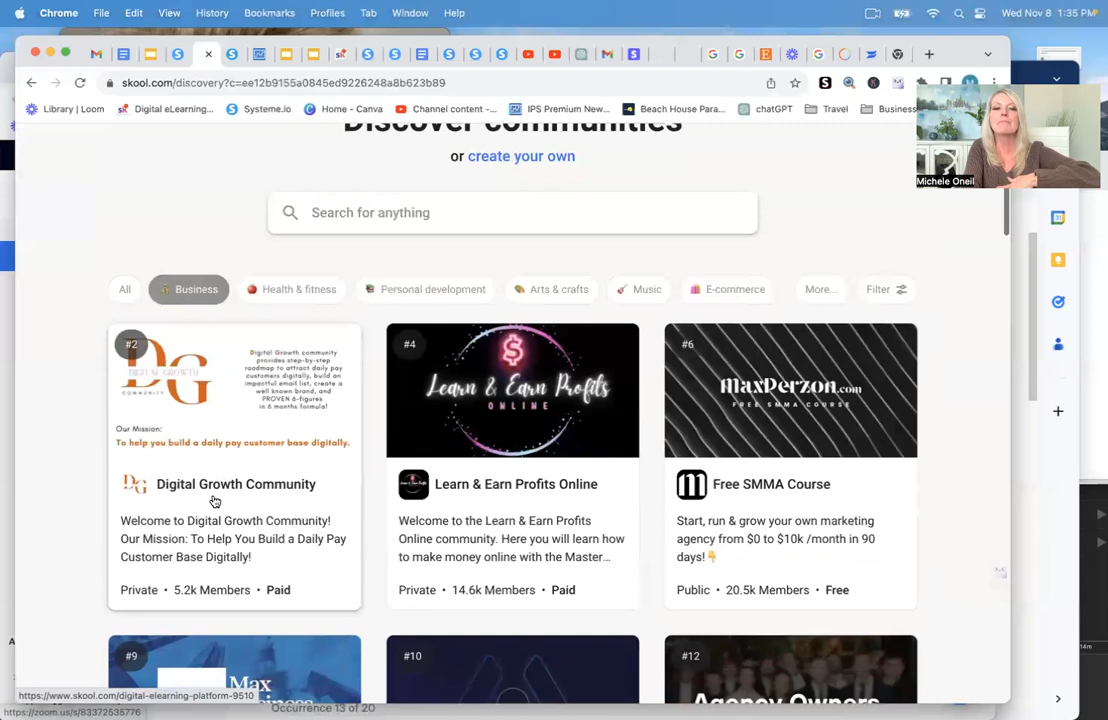 Chrome File Edit View History Bookmarks Profiles Tab Window Help
Wed Nov 8 1:35 PM
skool.com/discovery?c=ee12b9155a0845ed9226248a8b623b89
Library | Loom
Digital eLearning...
Systeme.io
Home - Canva
Channel content -...
IPS Premium New...
Beach House Para...
chatGPT
Travel
Business
Michele Oneil
Discover communities
or create your own
Search for anything
All
Business
Health & fitness
Personal development
Arts & crafts
Music
E-commerce
More...
Filter
#2
DG
DIGITAL GROWTH
COMMUNITY
Digital Growth community
provides step-by-step
roadmap to attract daily pay
customers digitally, build an
impactful email list, create a
well known brand, and
PROVEN 6-figures
in 6 months formula!
Our Mission:
To help you build a daily pay customer base digitally.
DG
Digital Growth Community
Welcome to Digital Growth Community!
Our Mission: To Help You Build a Daily Pay
Customer Base Digitally!
Private • 5.2k Members • Paid
#4
Learn & Earn Profits
ONLINE
Learn & Earn Profits Online
Welcome to the Learn & Earn Profits
Online community. Here you will learn how
to make money online with the Master...
Private • 14.6k Members • Paid
#6
MaxPerzon.com
FREE SMMA COURSE
Free SMMA Course
Start, run & grow your own marketing
agency from $0 to $10k /month in 90
days!👇
Public • 20.5k Members • Free
#9
Max
#10
#12
Agency Owners
https://www.skool.com/digital-elearning-platform-9510
https://zoom.us/s/83372535776
Occurrence 13 of 20
14m